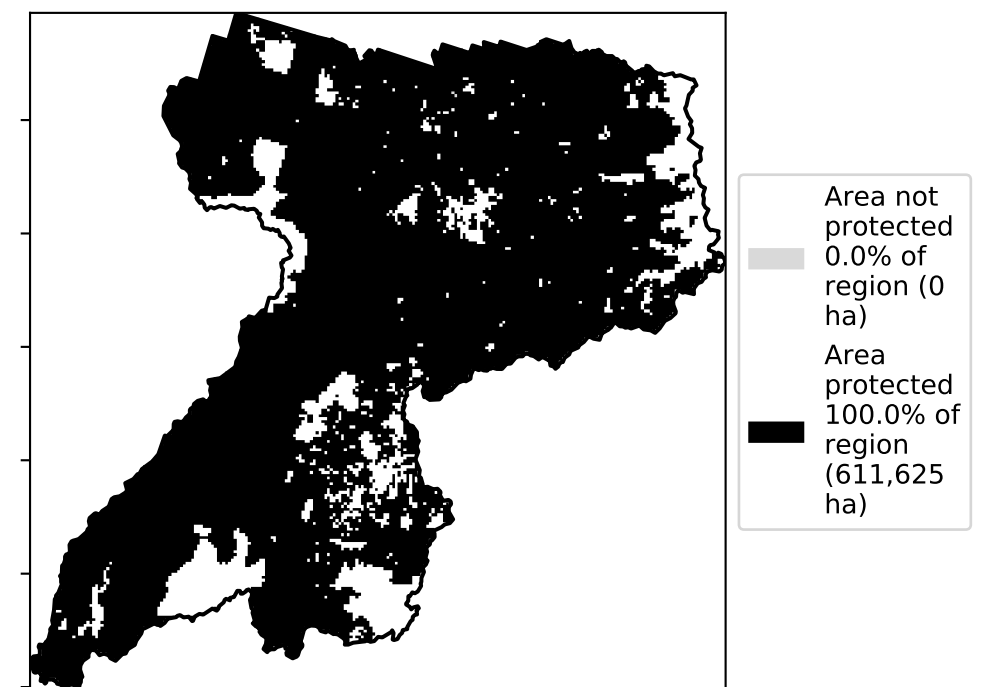 Area not
protected
0.0% of
region (0
ha)
Area
protected
100.0% of
region
(611,625
ha)